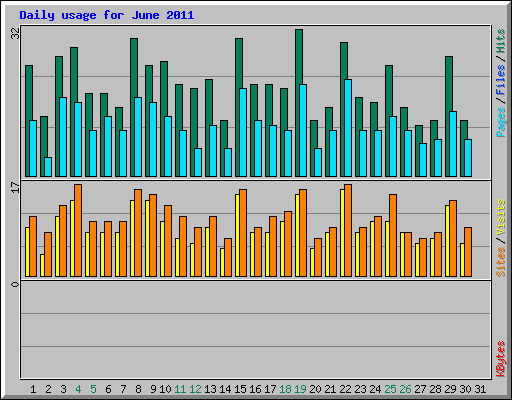 Daily usage for June 2011
32
17
0
Pages/Files/Hits
Sites/Visits
KBytes
1 2 3 4 5 6 7 8 9 10 11 12 13 14 15 16 17 18 19 20 21 22 23 24 25 26 27 28 29 30 31